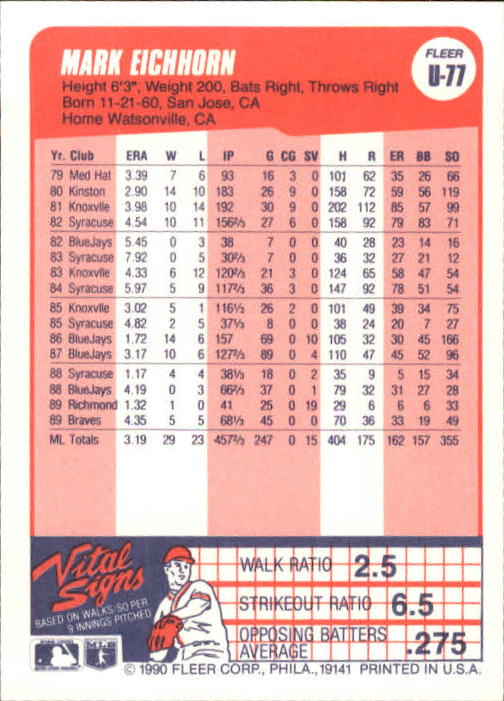 MARK EICHHORN
FLEER
U-77
Height 6'3", Weight 200, Bats Right, Throws Right
Born 11-21-60, San Jose, CA
Home Watsonville, CA
Yr. Club ERA W L IP G CG SV H R ER BB SO
79 Med Hat 3.39 7 6 93 16 3 0 101 62 35 26 66
80 Kinston 2.90 14 10 183 26 9 0 158 72 59 56 119
81 Knoxvlle 3.98 10 14 192 30 9 0 202 112 85 57 99
82 Syracuse 4.54 10 11 156⅔ 27 6 0 158 92 79 83 71
82 BlueJays 5.45 0 3 38 7 0 0 40 28 23 14 16
83 Syracuse 7.92 0 5 30⅔ 7 0 0 36 32 27 21 12
83 Knoxvlle 4.33 6 12 120⅔ 21 3 0 124 65 58 47 54
84 Syracuse 5.97 5 9 117⅔ 36 3 0 147 92 78 51 54
85 Knoxvlle 3.02 5 1 116⅓ 26 2 0 101 49 39 34 75
85 Syracuse 4.82 2 5 37⅓ 8 0 0 38 24 20 7 27
86 BlueJays 1.72 14 6 157 69 0 10 105 32 30 45 166
87 BlueJays 3.17 10 6 127⅔ 89 0 4 110 47 45 52 96
88 Syracuse 1.17 4 4 38⅓ 18 0 2 35 9 5 15 34
88 BlueJays 4.19 0 3 66⅔ 37 0 1 79 32 31 27 28
89 Richmond 1.32 1 0 41 25 0 19 29 6 6 6 33
89 Braves 4.35 5 5 68⅓ 45 0 0 70 36 33 19 49
ML Totals 3.19 29 23 457⅔ 247 0 15 404 175 162 157 355
Vital
Signs
BASED ON WALKS/SO PER
9 INNINGS PITCHED
WALK RATIO 2.5
STRIKEOUT RATIO 6.5
OPPOSING BATTERS
AVERAGE .275
© 1990 FLEER CORP., PHILA., 19141 PRINTED IN U.S.A.